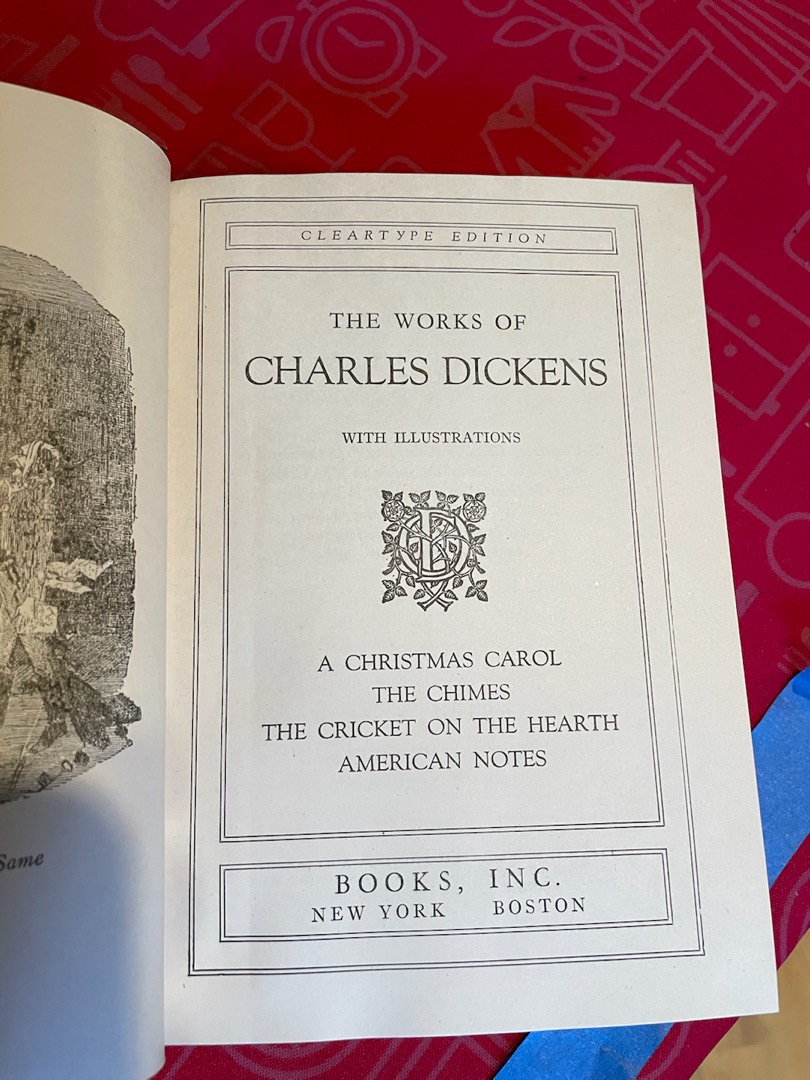 Same
CLEARTYPE EDITION
THE WORKS OF
CHARLES DICKENS
WITH ILLUSTRATIONS
A CHRISTMAS CAROL
THE CHIMES
THE CRICKET ON THE HEARTH
AMERICAN NOTES
BOOKS, INC.
NEW YORK BOSTON